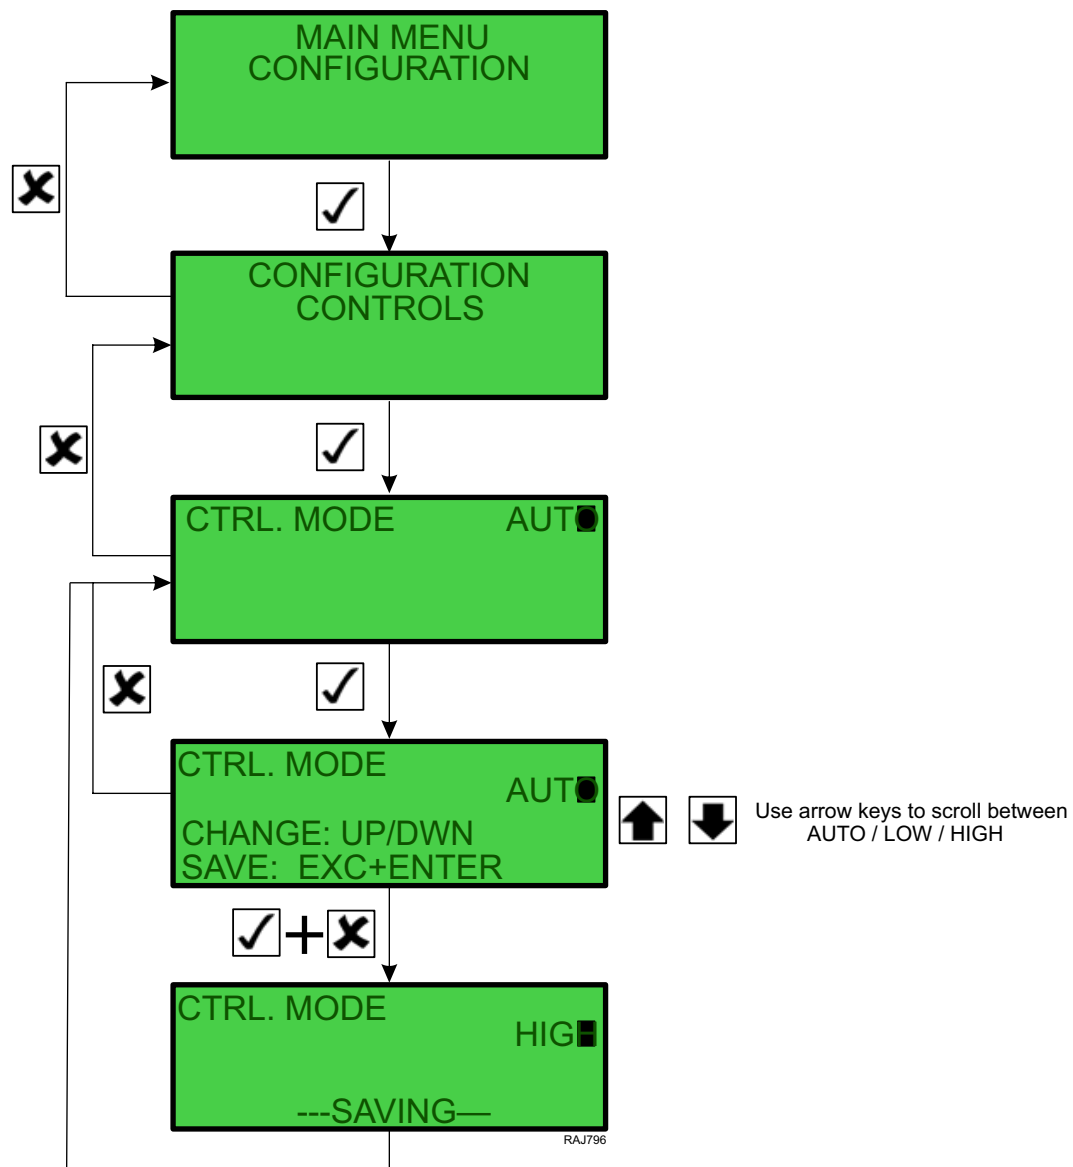 MAIN MENU
CONFIGURATION
CONFIGURATION
CONTROLS
CTRL. MODE AUTO
CTRL. MODE
AUTO
CHANGE: UP/DWN
SAVE: EXC+ENTER
Use arrow keys to scroll between
AUTO / LOW / HIGH
+
CTRL. MODE
HIGH
---SAVING—
RAJ796